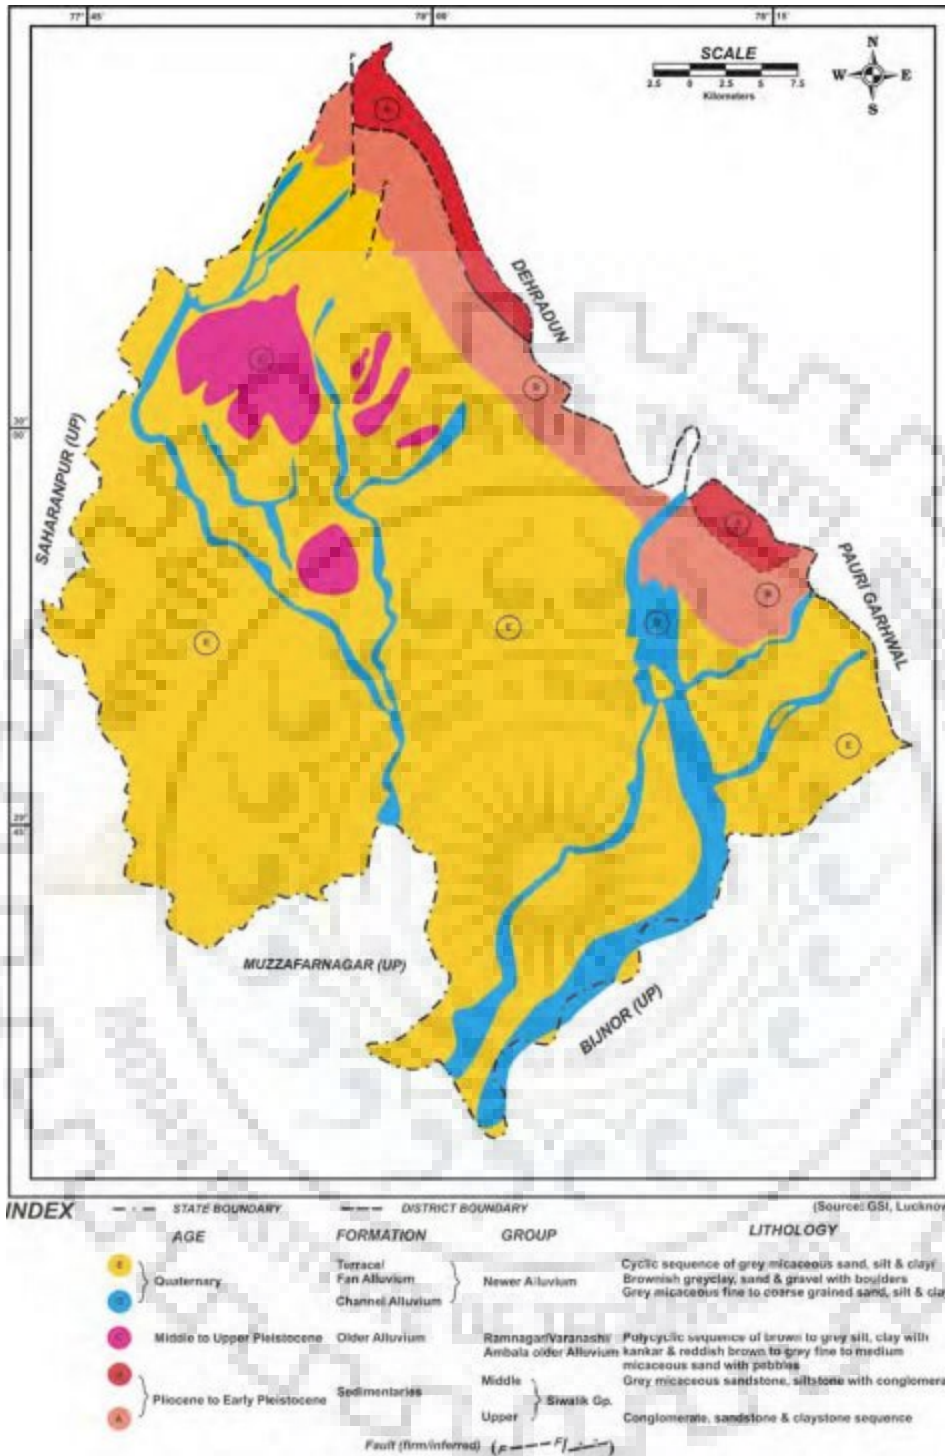 77° 45'
78° 00'
78° 15'
SCALE
2.5 0 2.5 5 7.5
Kilometers
N
W E
S
DEHRADUN
30°
00'
SAHARANPUR (UP)
PAURI GARHWAL
C
B
B
D
E
E
E
29°
45'
MUZZAFARNAGAR (UP)
BIJNOR (UP)
INDEX
STATE BOUNDARY
DISTRICT BOUNDARY
(Source: GSI, Lucknow
AGE FORMATION GROUP LITHOLOGY
E Quaternary Terrace/ Newer Alluvium Cyclic sequence of grey micaceous sand, silt & clay/
Fan Alluvium Brownish greyclay, sand & gravel with boulders
Channel Alluvium Grey micaceous fine to coarse grained sand, silt & clay
C Middle to Upper Pleistocene Older Alluvium Ramnagar/Varanashi/ Polycyclic sequence of brown to grey silt, clay with
Ambala older Alluvium kankar & reddish brown to grey fine to medium
micaceous sand with pebbles
Pliocene to Early Pleistocene Sedimentaries Middle Siwalik Gp. Grey micaceous sandstone, siltstone with conglomera
A Upper Conglomerate, sandstone & claystone sequence
Fault (firm/inferred) (F F/ )